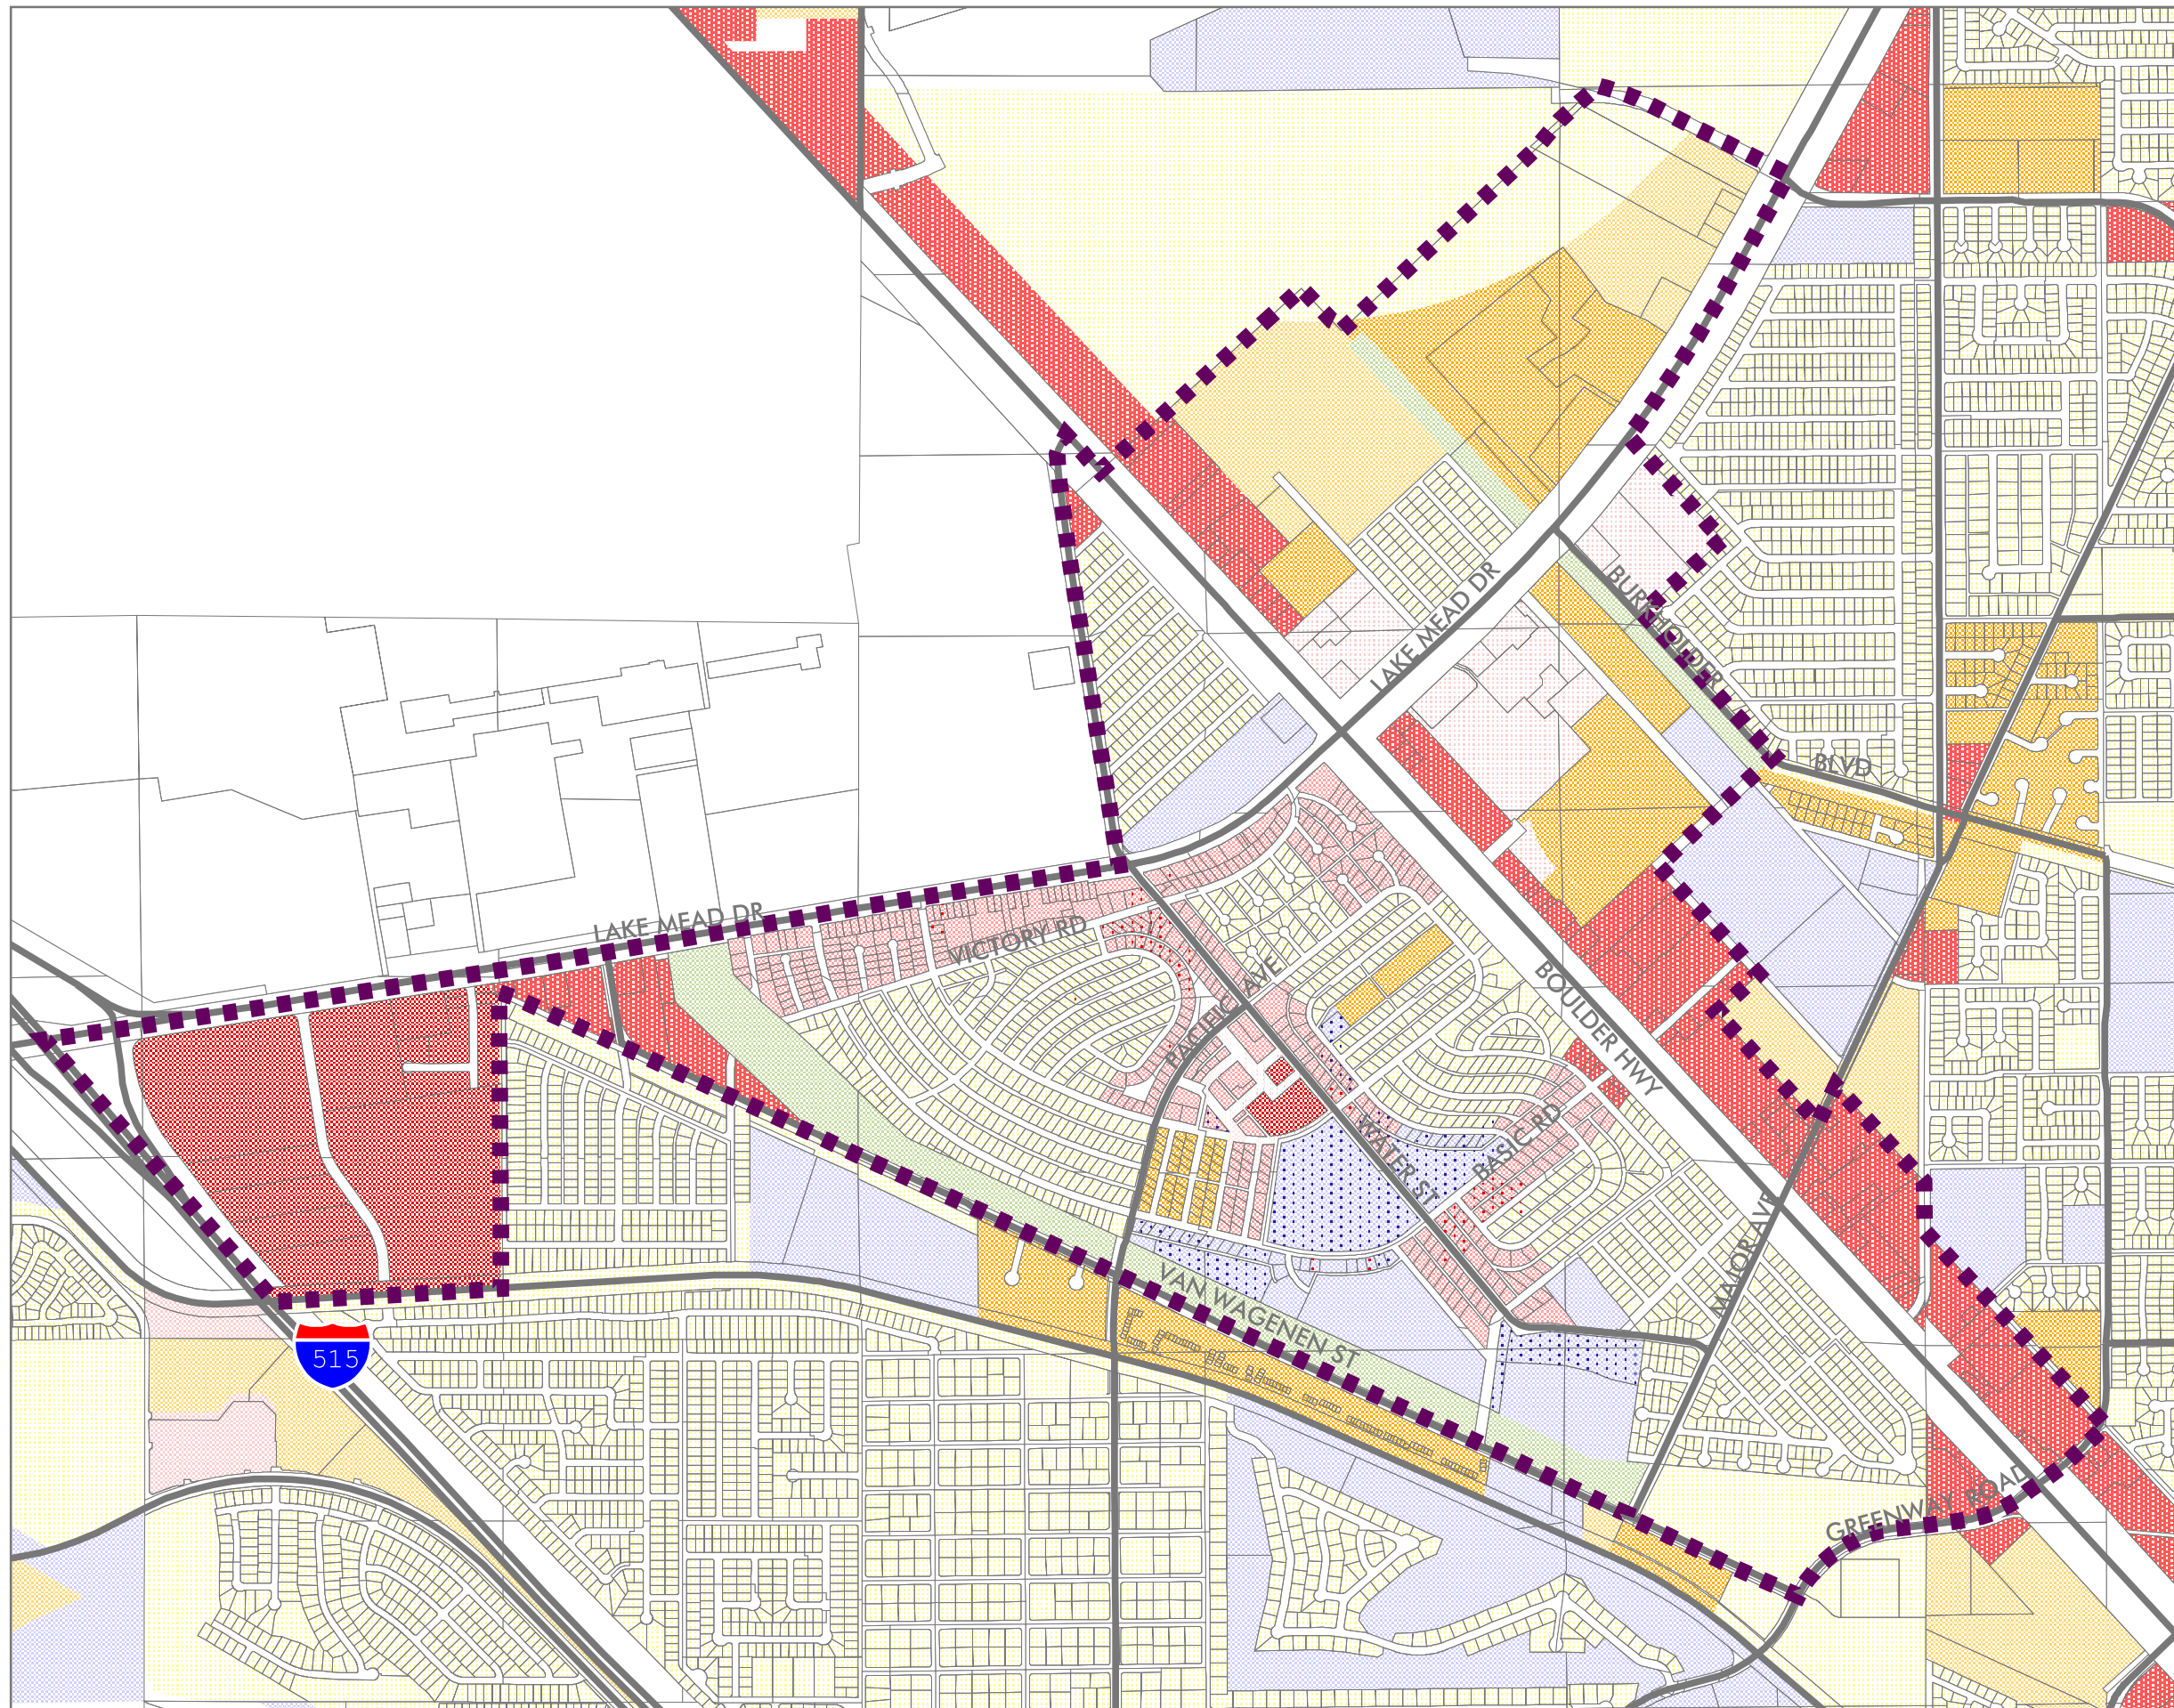 LAKE MEAD DR
BURKHOLDER
BLVD
LAKE MEAD DR
VICTORY RD
PACIFIC AVE
BOULDER HWY
WATER ST
BASIC RD
MAJOR AVE
VAN WAGENEN ST
515
GREENWAY ROAD